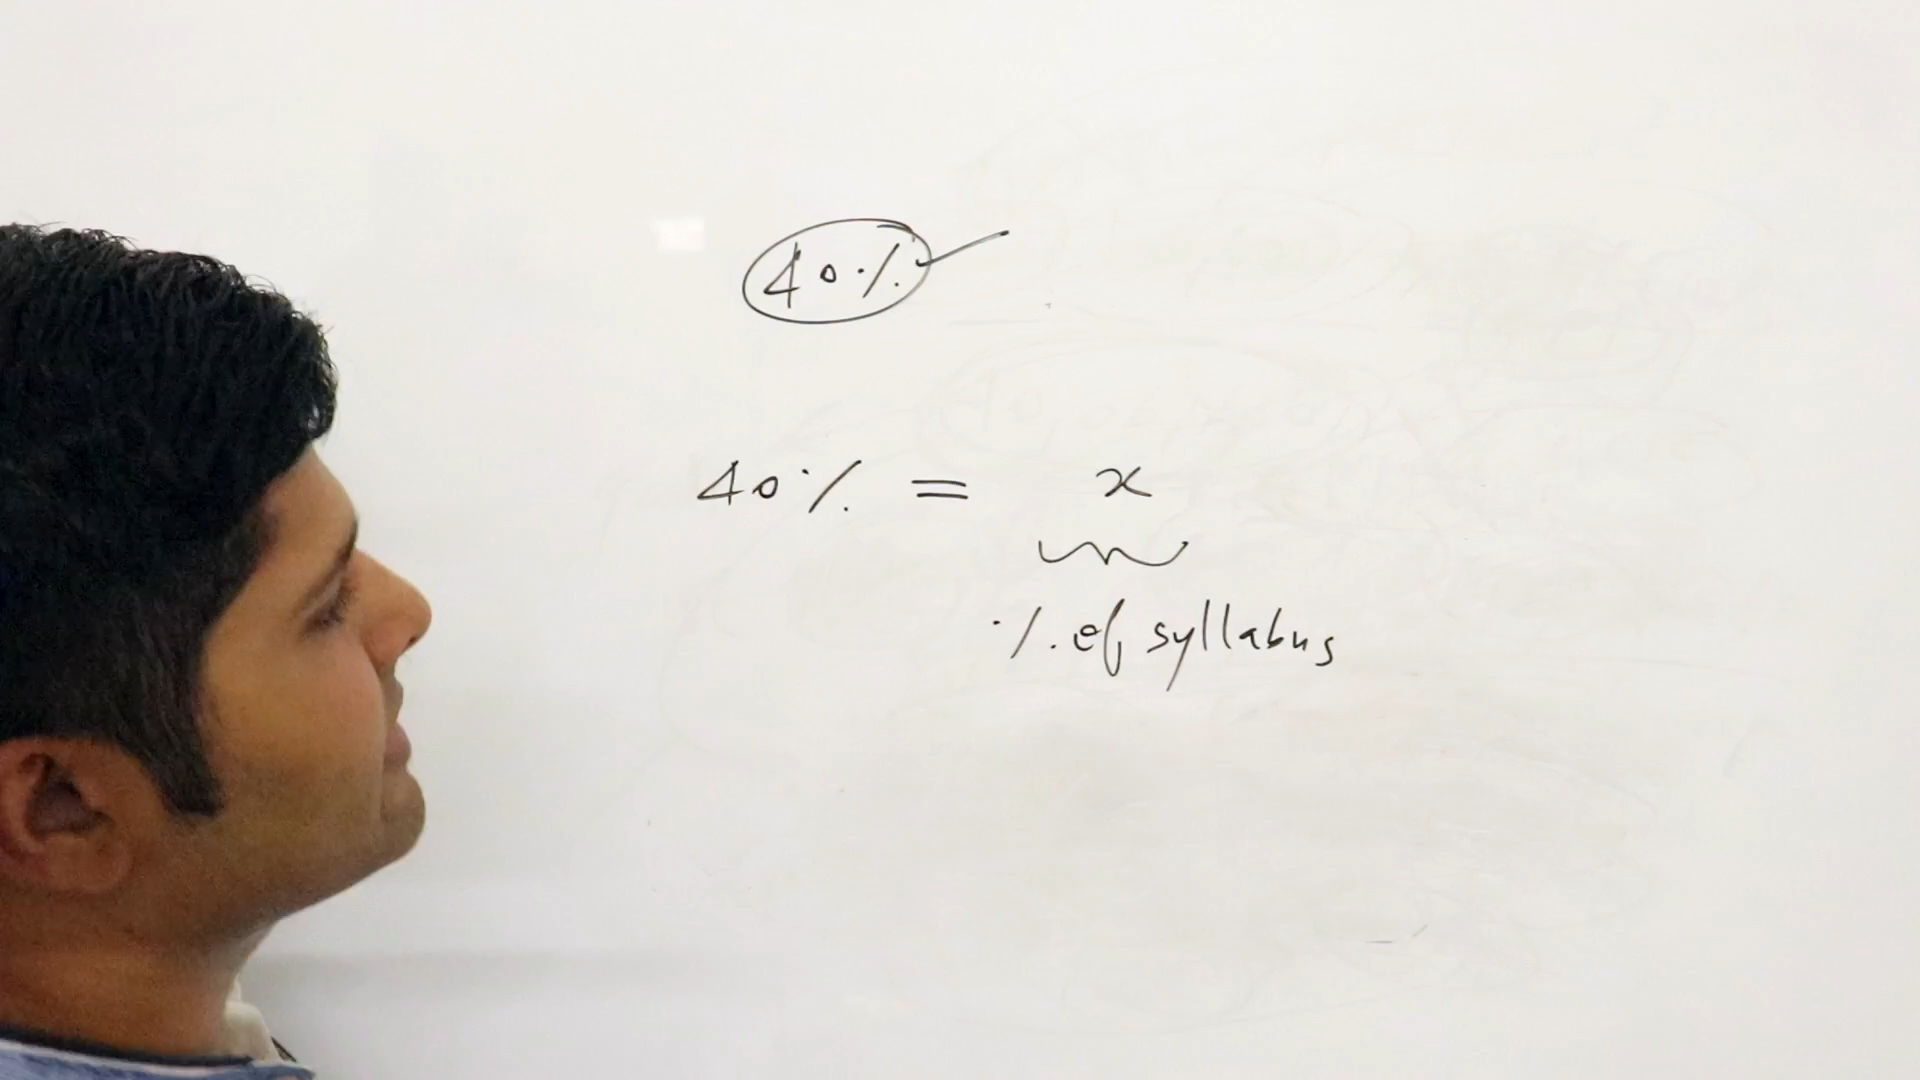 40%
40% = x
% of syllabus